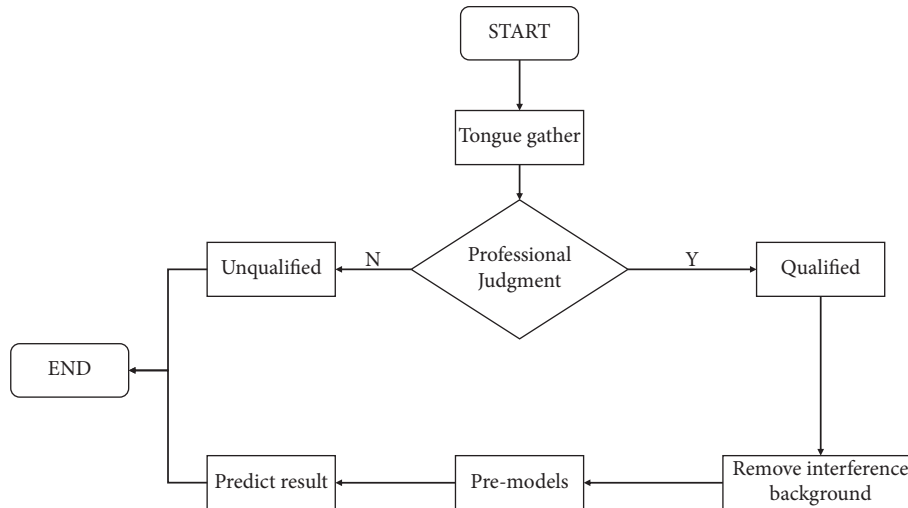 START
Tongue gather
Professional
Judgment
N
Y
Unqualified
Qualified
END
Predict result
Pre-models
Remove interference
background